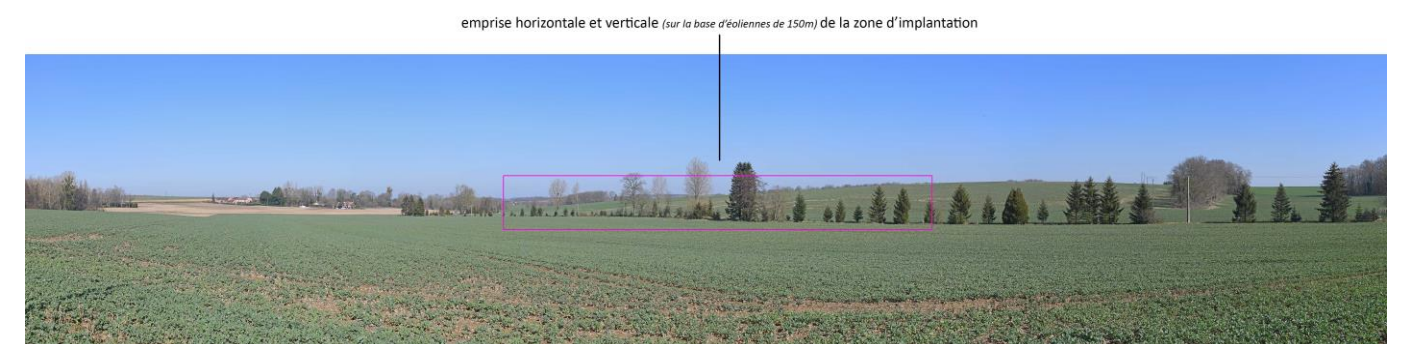 emprise horizontale et verticale (sur la base d'éoliennes de 150m) de la zone d'implantation